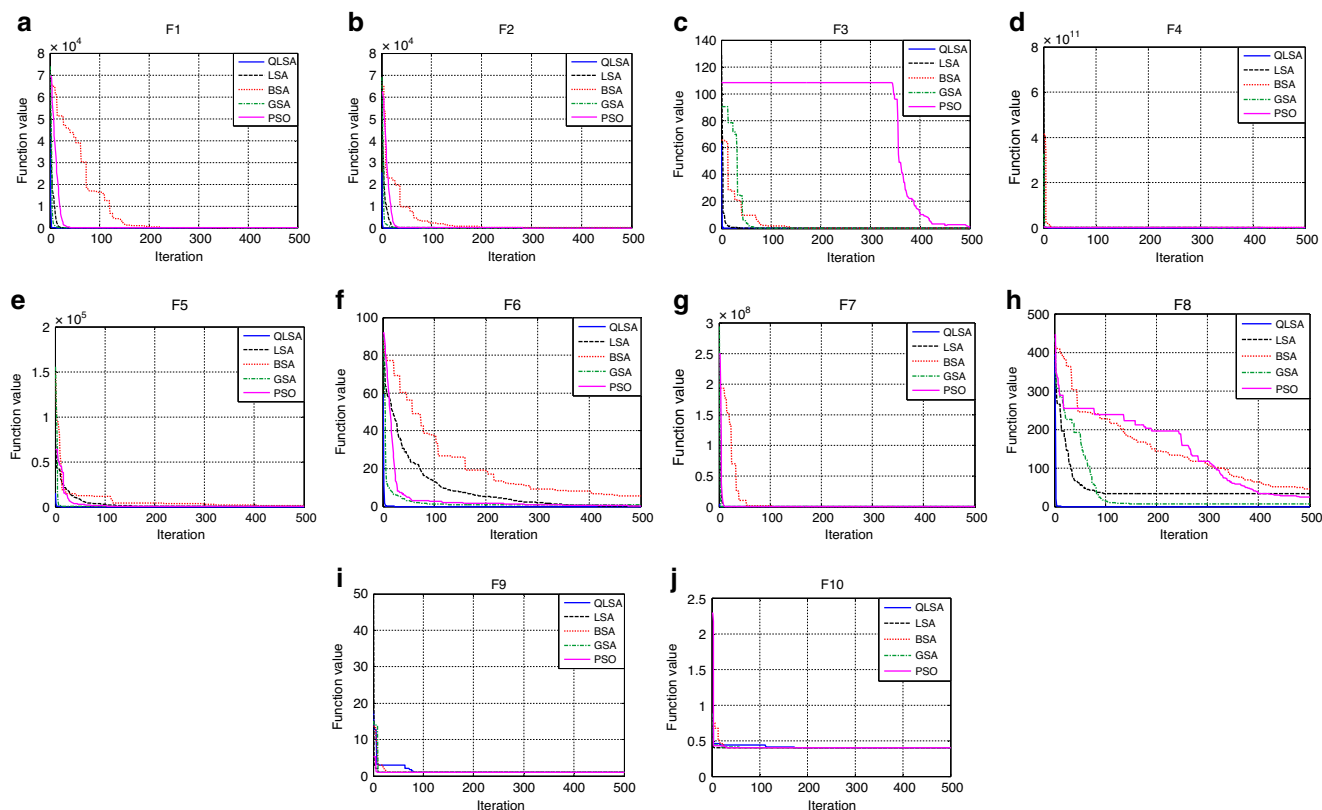 a
F1
× 10⁴
8
7
6
5
4
3
2
1
0
Function value
0 100 200 300 400 500
Iteration
QLSA
LSA
BSA
GSA
PSO
b
F2
× 10⁴
8
7
6
5
4
3
2
1
0
Function value
0 100 200 300 400 500
Iteration
QLSA
LSA
BSA
GSA
PSO
c
F3
140
120
100
80
60
40
20
0
Function value
0 100 200 300 400 500
Iteration
QLSA
LSA
BSA
GSA
PSO
d
F4
× 10¹¹
8
6
4
2
0
Function value
0 100 200 300 400 500
Iteration
QLSA
LSA
BSA
GSA
PSO
e
F5
× 10⁵
2
1.5
1
0.5
0
Function value
0 100 200 300 400 500
Iteration
QLSA
LSA
BSA
GSA
PSO
f
F6
100
80
60
40
20
0
Function value
0 100 200 300 400 500
Iteration
QLSA
LSA
BSA
GSA
PSO
g
F7
× 10⁸
3
2.5
2
1.5
1
0.5
0
Function value
0 100 200 300 400 500
Iteration
QLSA
LSA
BSA
GSA
PSO
h
F8
500
400
300
200
100
0
Function value
0 100 200 300 400 500
Iteration
QLSA
LSA
BSA
GSA
PSO
i
F9
50
40
30
20
10
0
Function value
0 100 200 300 400 500
Iteration
QLSA
LSA
BSA
GSA
PSO
j
F10
2.5
2
1.5
1
0.5
0
Function value
0 100 200 300 400 500
Iteration
QLSA
LSA
BSA
GSA
PSO